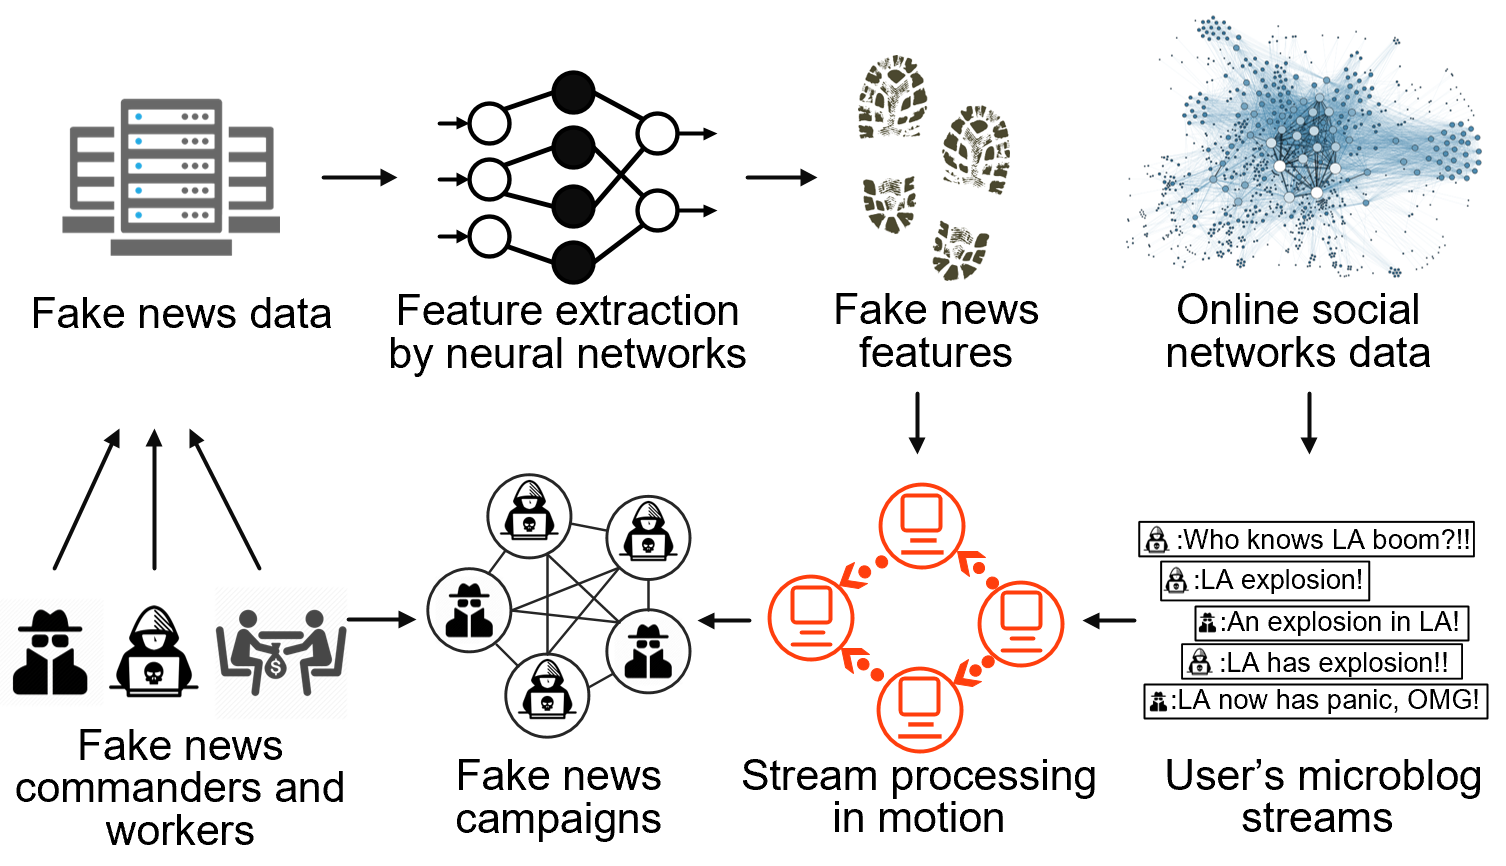 Fake news data
Feature extraction
by neural networks
Fake news
features
Online social
networks data
:Who knows LA boom?!!
:LA explosion!
:An explosion in LA!
:LA has explosion!!
:LA now has panic, OMG!
$
Fake news
commanders and
workers
Fake news
campaigns
Stream processing
in motion
User’s microblog
streams